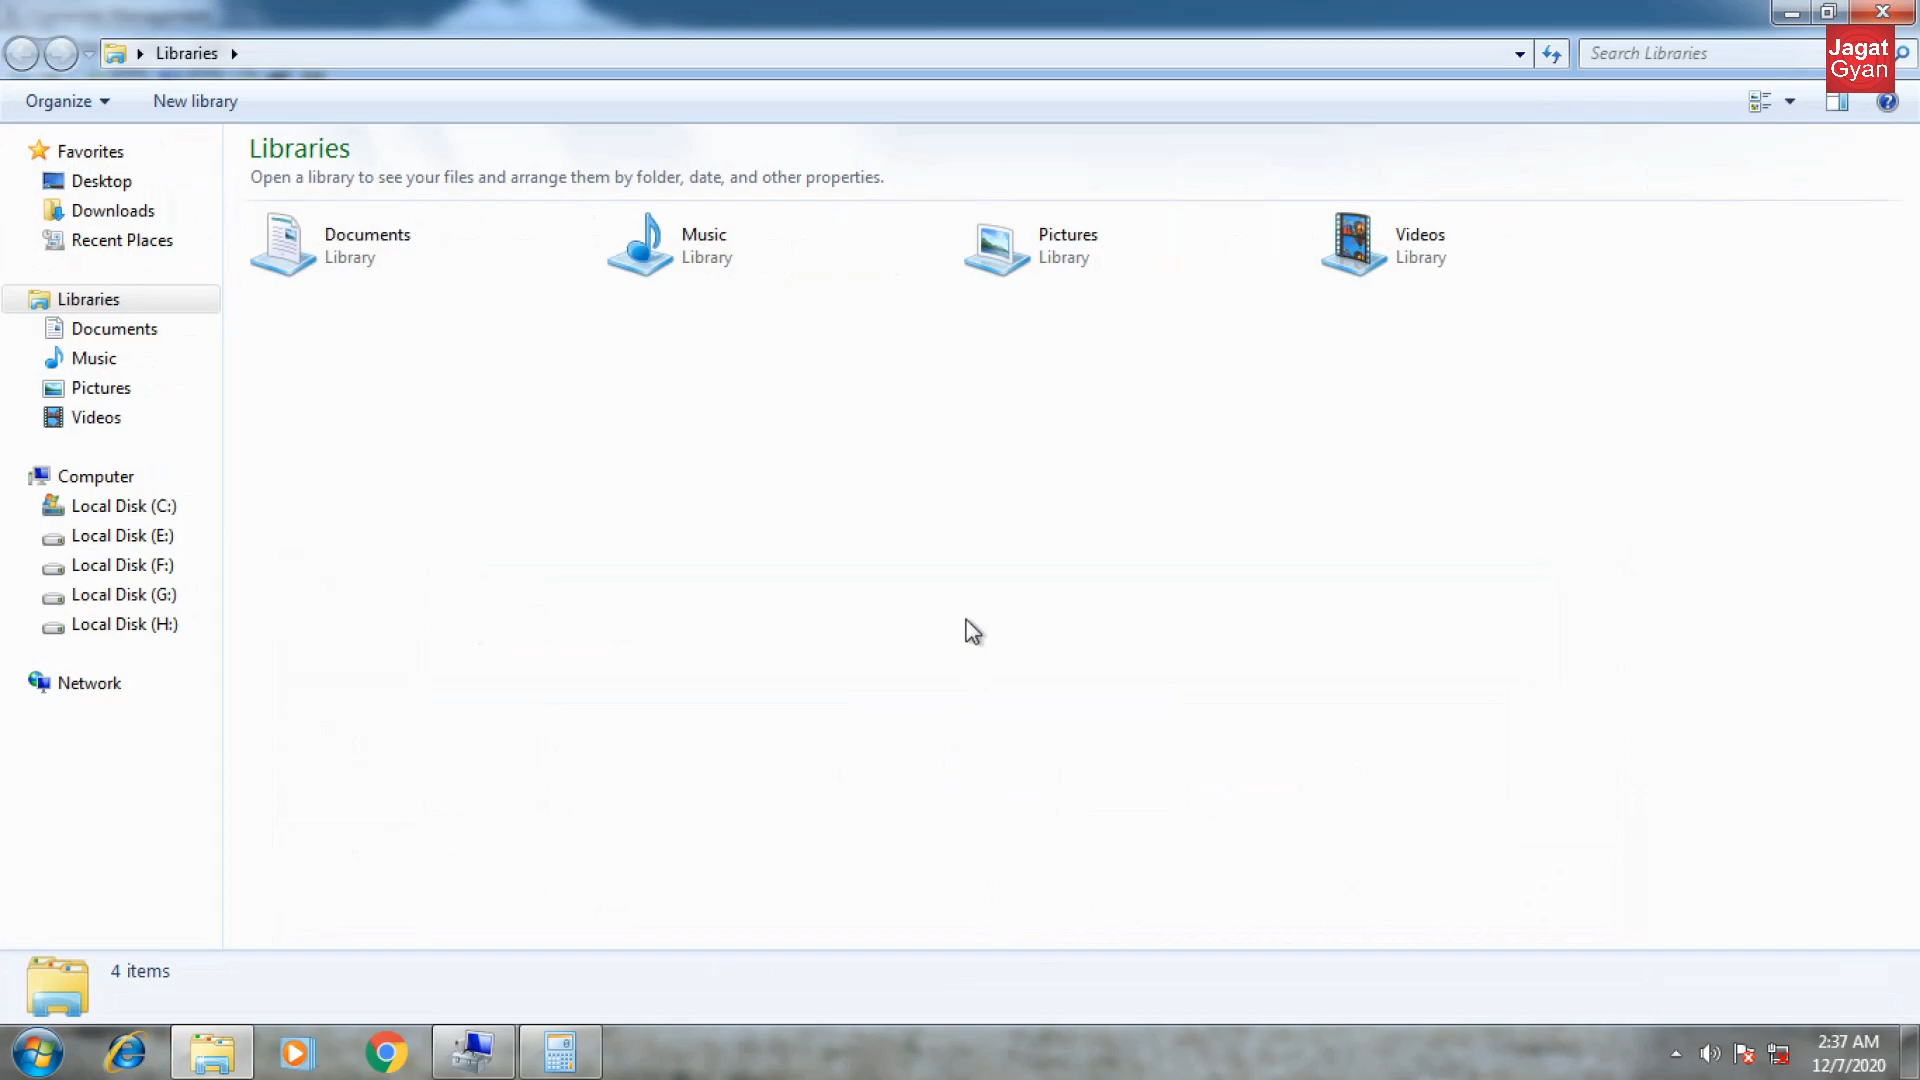 Libraries
Search Libraries
Jagat
Gyan
Organize
New library
Favorites
Desktop
Downloads
Recent Places
Libraries
Documents
Music
Pictures
Videos
Computer
Local Disk (C:)
Local Disk (E:)
Local Disk (F:)
Local Disk (G:)
Local Disk (H:)
Network
Libraries
Open a library to see your files and arrange them by folder, date, and other properties.
Documents
Library
Music
Library
Pictures
Library
Videos
Library
4 items
2:37 AM
12/7/2020